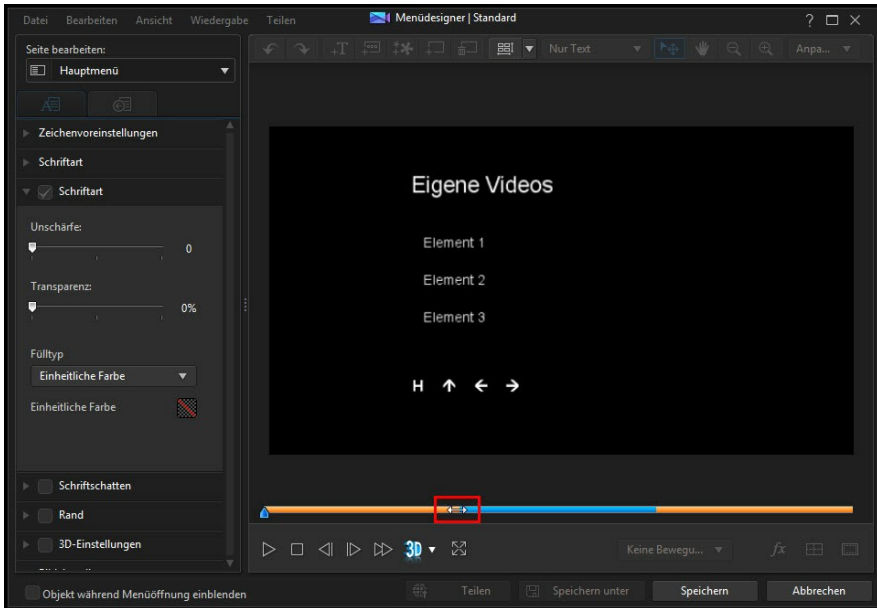 Datei Bearbeiten Ansicht Wiedergabe Teilen Menüdesigner | Standard ?
Seite bearbeiten:
Hauptmenü
Nur Text
Anpa...
Zeichenvoreinstellungen
Schriftart
Schriftart
Unschärfe:
0
Transparenz:
0%
Fülltyp
Einheitliche Farbe
Einheitliche Farbe
Schriftschatten
Rand
3D-Einstellungen
Objekt während Menüöffnung einblenden
Eigene Videos
Element 1
Element 2
Element 3
H ↑ ← →
3D
Keine Bewegu...
fx
Teilen Speichern unter Speichern Abbrechen